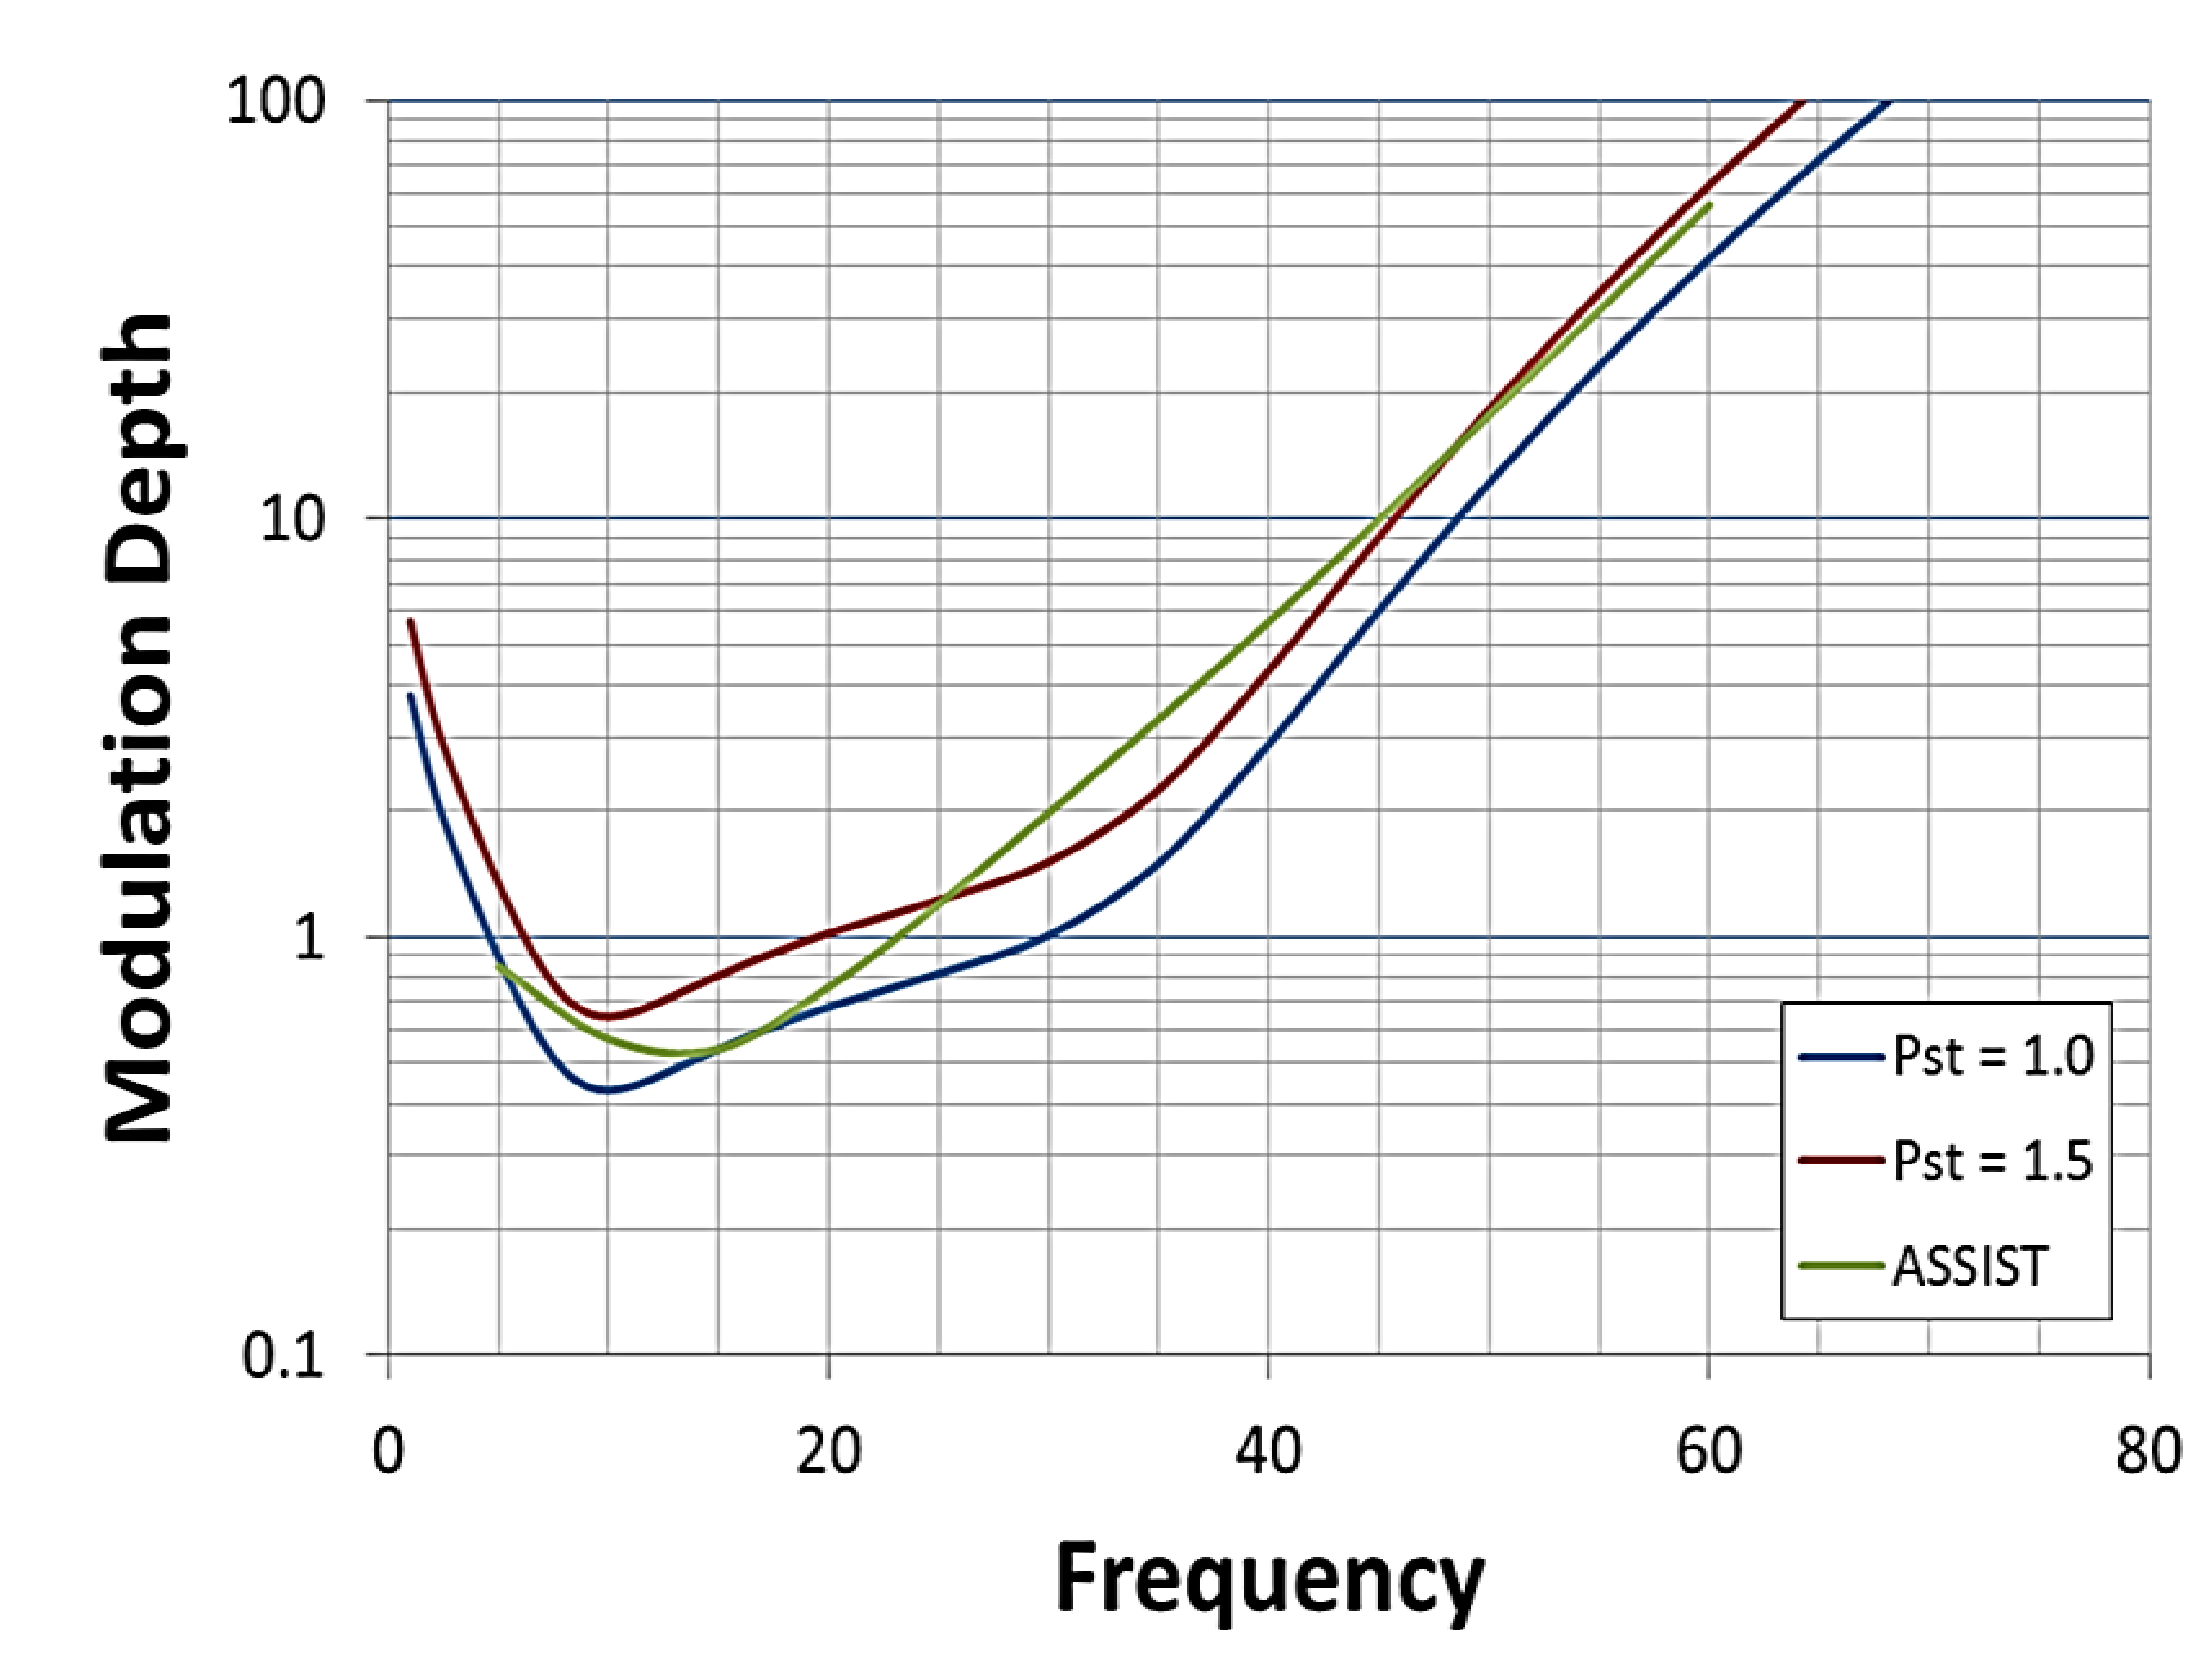 100
10
1
0.1
Modulation Depth
0
20
40
60
80
Frequency
Pst = 1.0
Pst = 1.5
ASSIST